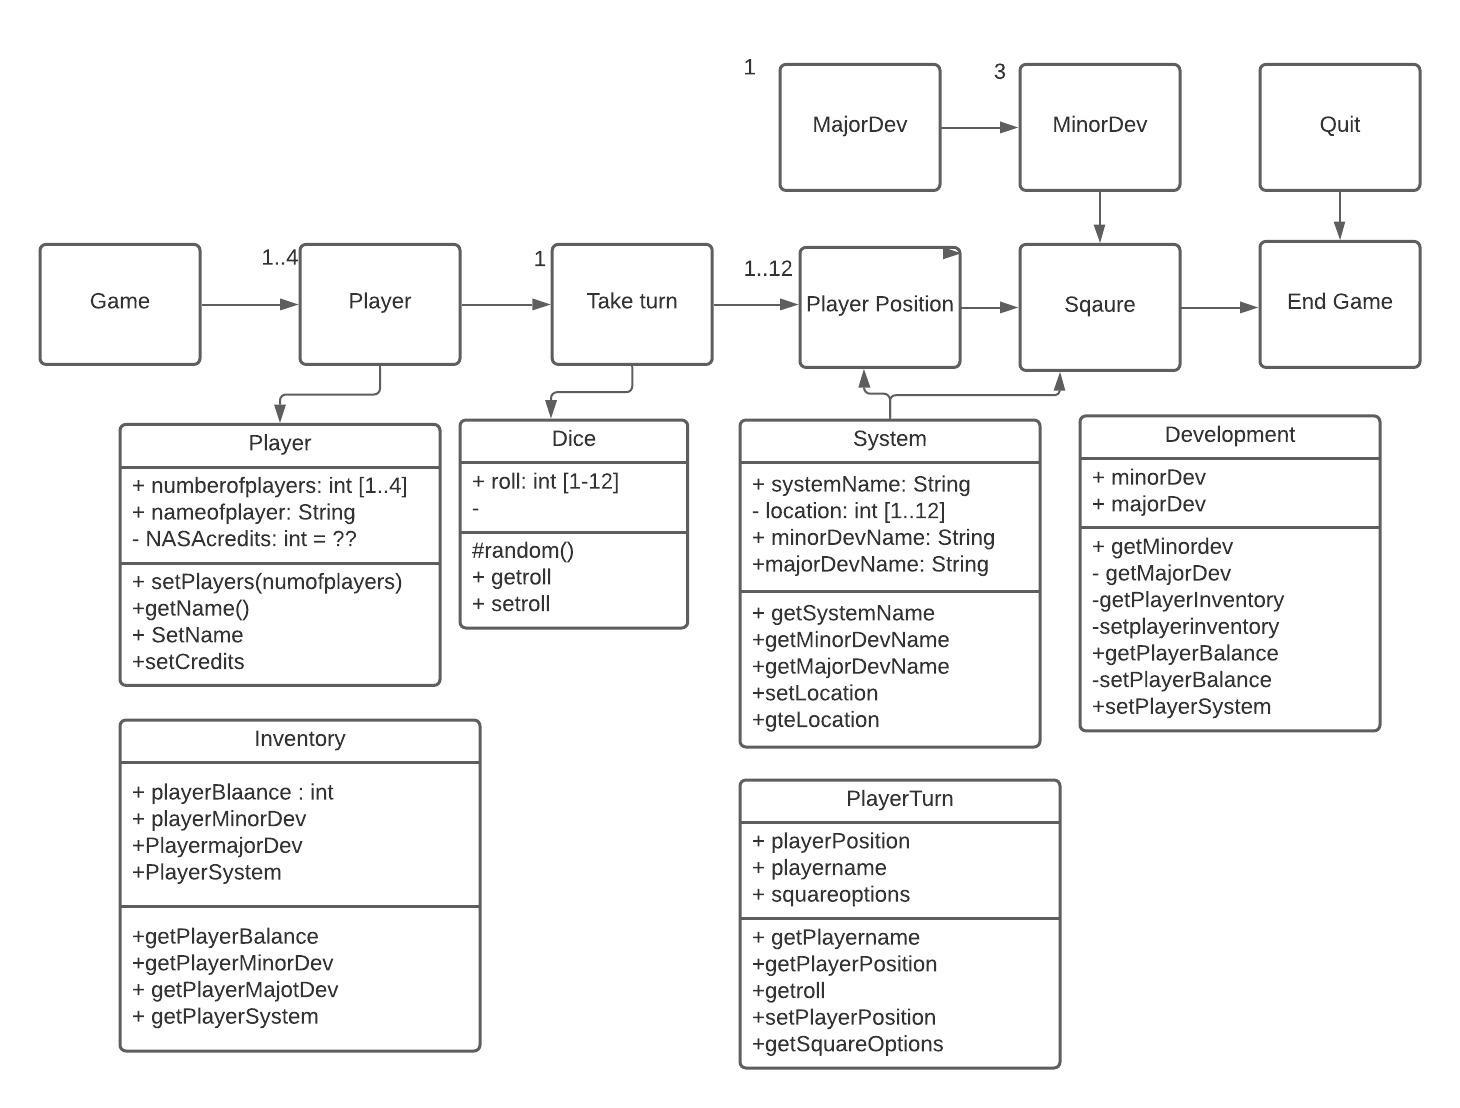 1
MajorDev
3
MinorDev
Quit
Game
1..4
Player
1
Take turn
1..12
Player Position
Sqaure
End Game
Player
+ numberofplayers: int [1..4]
+ nameofplayer: String
- NASAcredits: int = ??
+ setPlayers(numofplayers)
+getName()
+ SetName
+setCredits
Dice
+ roll: int [1-12]
-
#random()
+ getroll
+ setroll
System
+ systemName: String
- location: int [1..12]
+ minorDevName: String
+majorDevName: String
+ getSystemName
+getMinorDevName
+getMajorDevName
+setLocation
+gteLocation
Development
+ minorDev
+ majorDev
+ getMinordev
- getMajorDev
-getPlayerInventory
-setplayerinventory
+getPlayerBalance
-setPlayerBalance
+setPlayerSystem
Inventory
+ playerBlaance : int
+ playerMinorDev
+PlayermajorDev
+PlayerSystem
+getPlayerBalance
+getPlayerMinorDev
+ getPlayerMajotDev
+ getPlayerSystem
PlayerTurn
+ playerPosition
+ playername
+ squareoptions
+ getPlayername
+getPlayerPosition
+getroll
+setPlayerPosition
+getSquareOptions